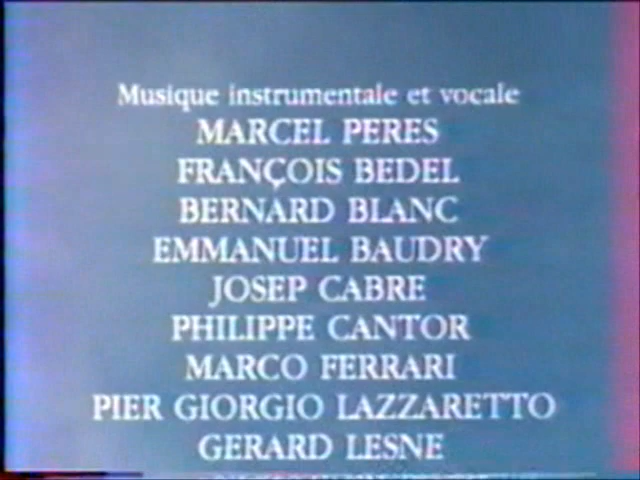 Musique instrumentale et vocale
MARCEL PERES
FRANÇOIS BEDEL
BERNARD BLANC
EMMANUEL BAUDRY
JOSEP CABRE
PHILIPPE CANTOR
MARCO FERRARI
PIER GIORGIO LAZZARETTO
GERARD LESNE